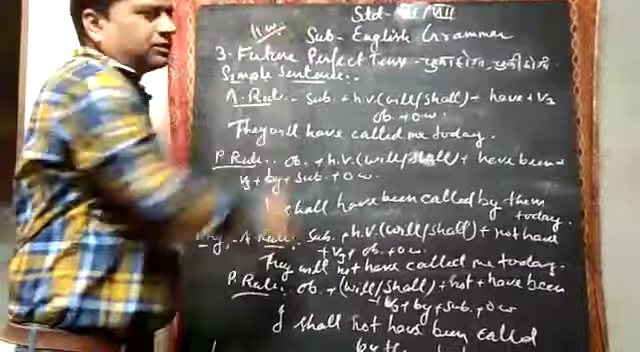 Std- VI/VII
H.W. Sub- English Grammar
3. Future Perfect Tense - चुका होगा, चुकी होगी
Simple Sentence:-
A. Rule:- Sub. + h.v. (will/shall) + have + V3
ob. + o.w.
They will have called me today.
P. Rule:- ob. + h.v. (will/shall) + have been +
V3 + by + sub. + o.w.
I shall have been called by them
today.
A. Rule:- Sub. + h.v. (will/shall) + not have
+ V3 + ob. + o.w.
They will not have called me today.
P. Rule:- ob. + (will/shall) + not + have been
+ V3 + by + sub. + o.w
I shall not have been called
by